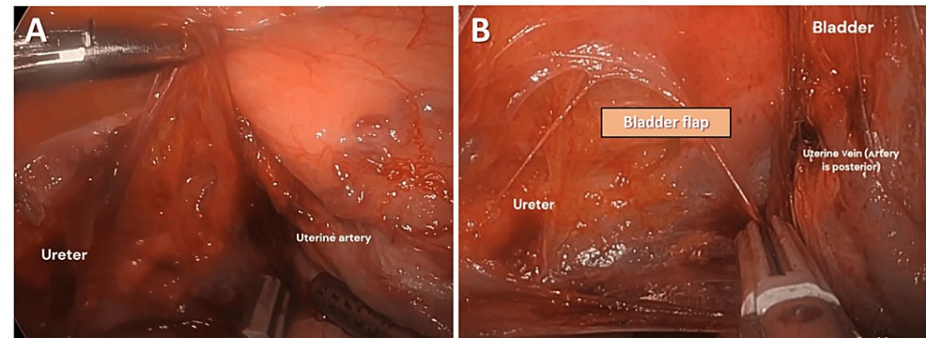 A
Ureter
Uterine artery
B
Bladder
Bladder flap
Uterine Vein (Artery
is posterior)
Ureter